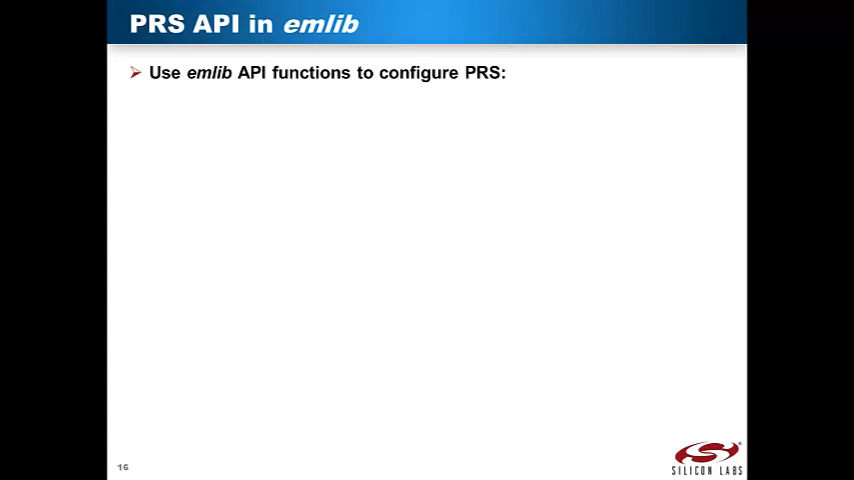 PRS API in emlib
Use emlib API functions to configure PRS:
16
SILICON LABS